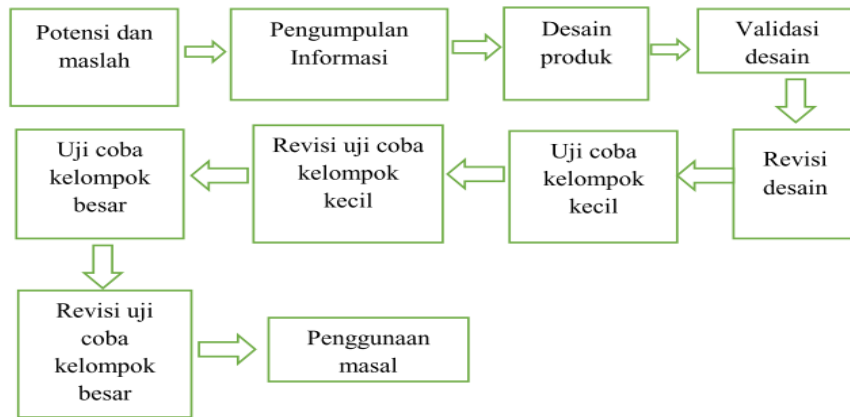 Potensi dan
maslah
Pengumpulan
Informasi
Desain
produk
Validasi
desain
Revisi
desain
Uji coba
kelompok
kecil
Revisi uji coba
kelompok
kecil
Uji coba
kelompok
besar
Revisi uji
coba
kelompok
besar
Penggunaan
masal